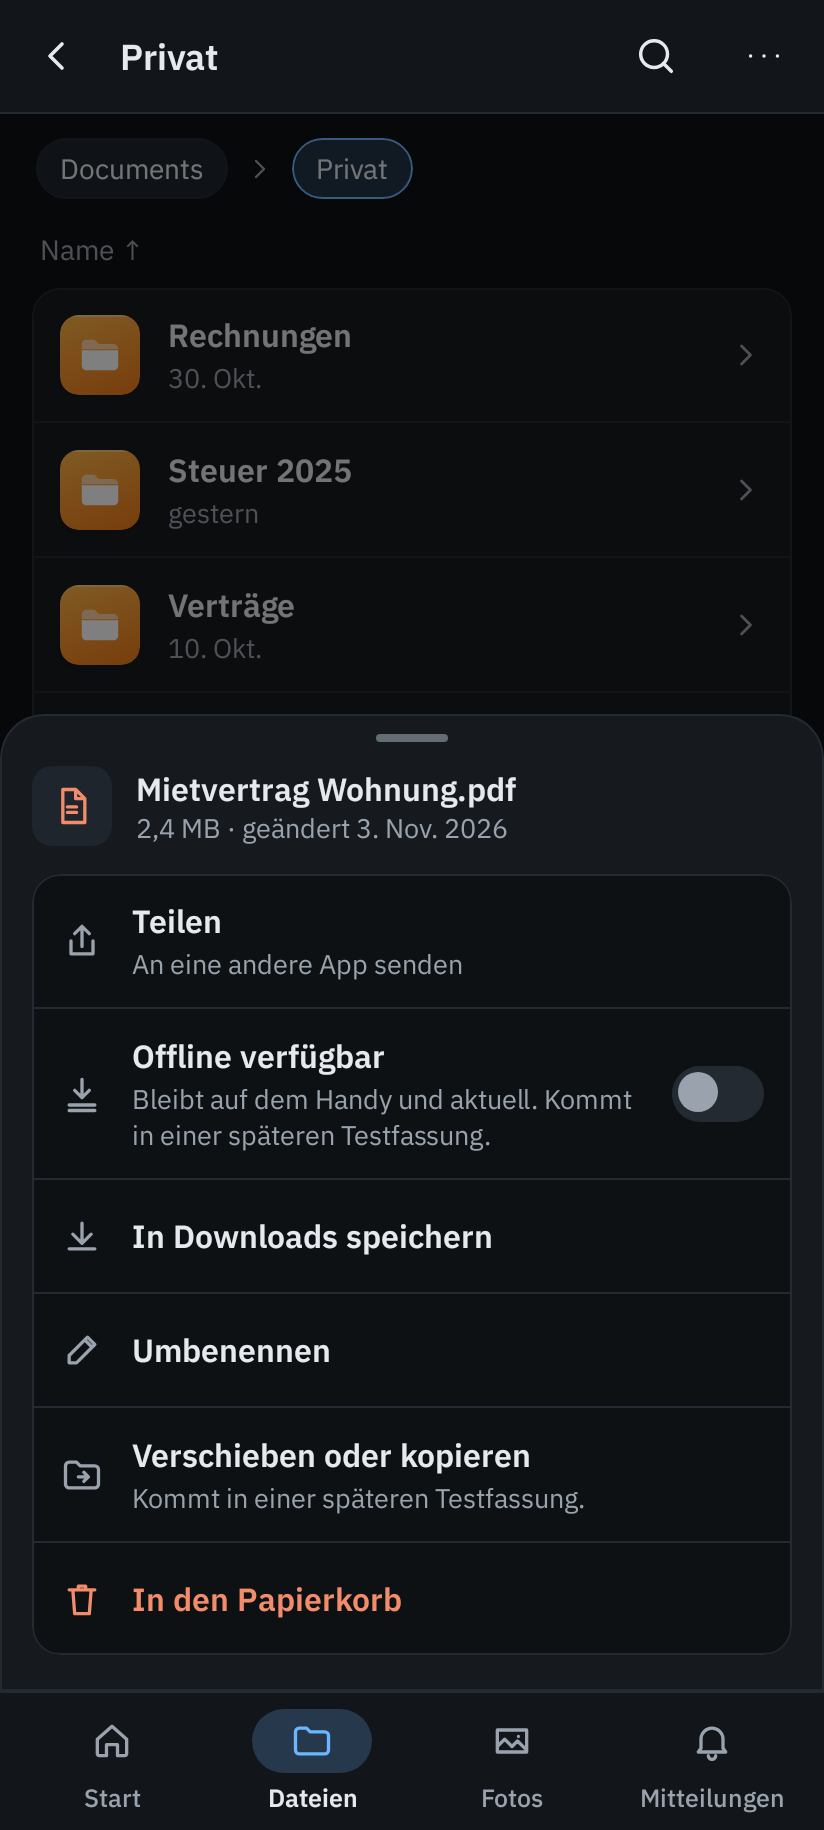 Privat
Documents
Privat
Name ↑
Rechnungen
30. Okt.
Steuer 2025
gestern
Verträge
10. Okt.
Mietvertrag Wohnung.pdf
2,4 MB · geändert 3. Nov. 2026
Teilen
An eine andere App senden
Offline verfügbar
Bleibt auf dem Handy und aktuell. Kommt
in einer späteren Testfassung.
In Downloads speichern
Umbenennen
Verschieben oder kopieren
Kommt in einer späteren Testfassung.
In den Papierkorb
Start
Dateien
Fotos
Mitteilungen